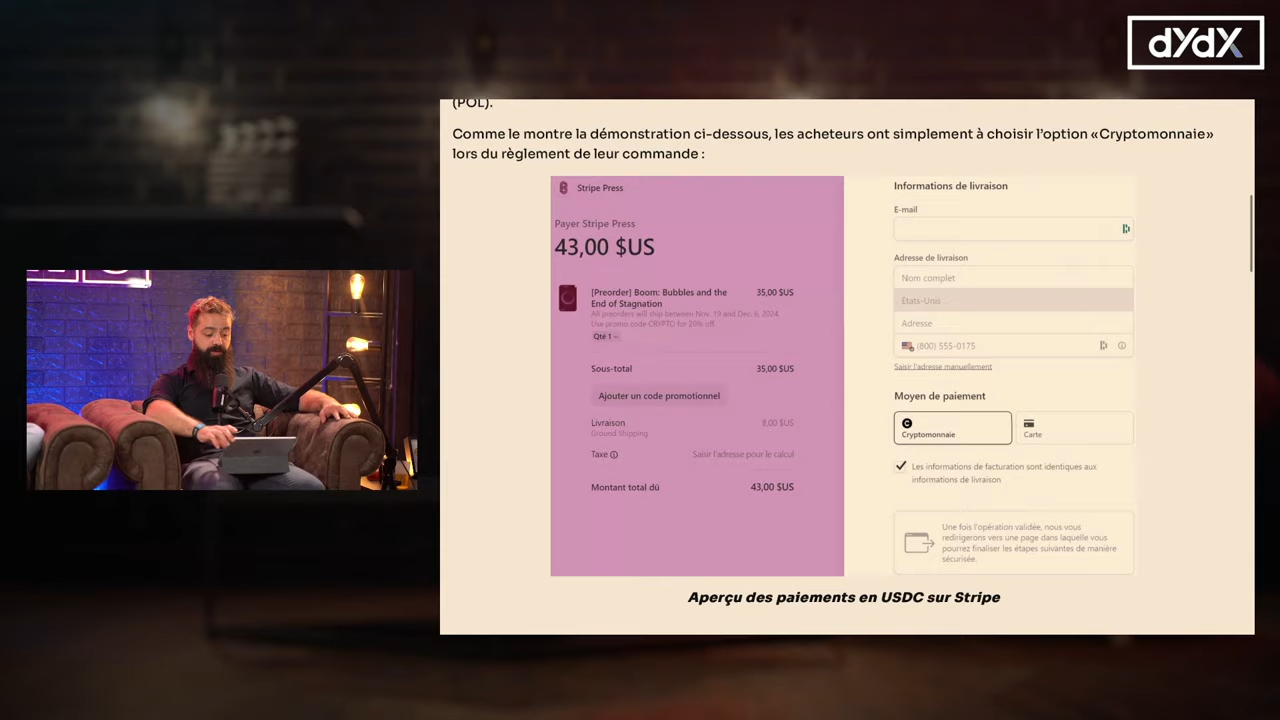 dYdX
(POL).
Comme le montre la démonstration ci-dessous, les acheteurs ont simplement à choisir l'option «Cryptomonnaie»
lors du règlement de leur commande :
Stripe Press
Payer Stripe Press
43,00 $US
[Preorder] Boom: Bubbles and the
End of Stagnation
35,00 $US
All preorders will ship between Nov. 19 and Dec. 6, 2024.
Use promo code CRYPTO for 20% off.
Qté 1
Sous-total
35,00 $US
Ajouter un code promotionnel
Livraison
8,00 $US
Ground Shipping
Taxe
Saisir l'adresse pour le calcul
Montant total dû
43,00 $US
Informations de livraison
E-mail
Adresse de livraison
Nom complet
États-Unis
Adresse
(800) 555-0175
Saisir l'adresse manuellement
Moyen de paiement
Cryptomonnaie
Carte
Les informations de facturation sont identiques aux
informations de livraison
Une fois l'opération validée, nous vous
redirigerons vers une page dans laquelle vous
pourrez finaliser les étapes suivantes de manière
sécurisée.
Aperçu des paiements en USDC sur Stripe